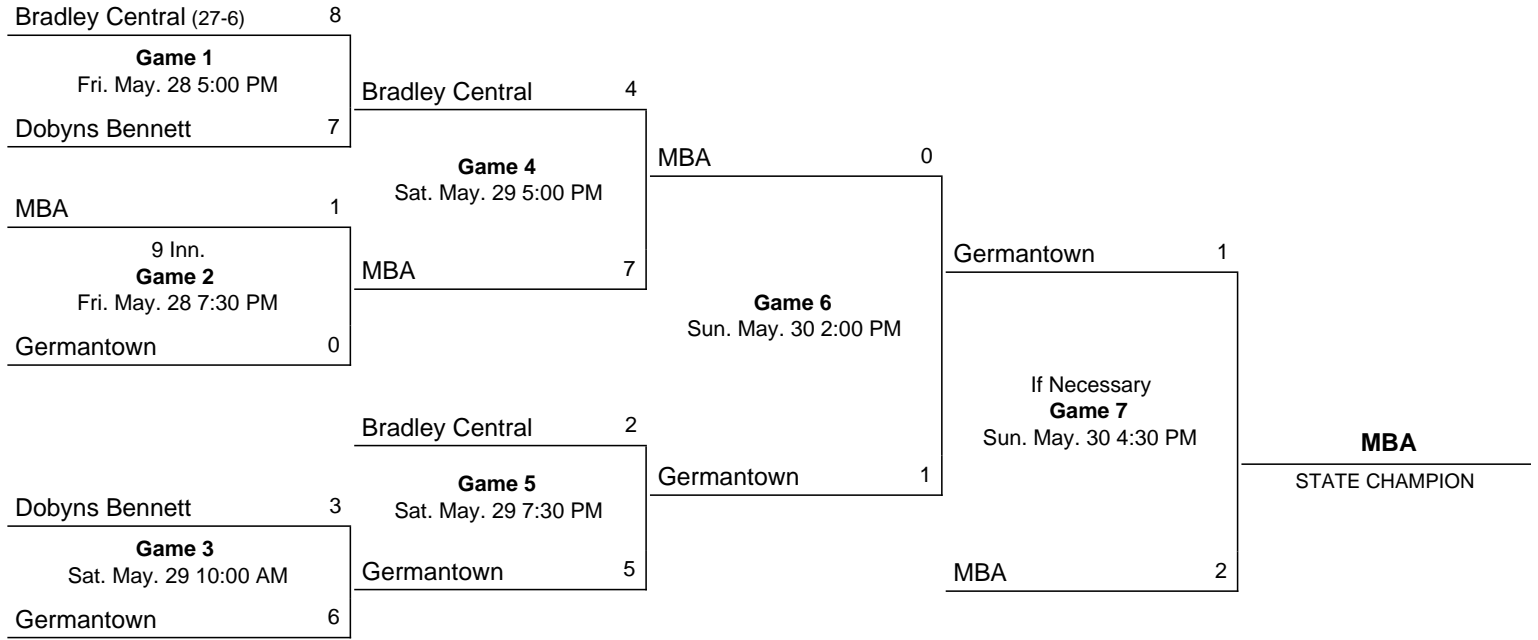 Bradley Central (27-6) 8
Game 1
Fri. May. 28 5:00 PM
Dobyns Bennett 7
MBA 1
9 Inn.
Game 2
Fri. May. 28 7:30 PM
Germantown 0
Dobyns Bennett 3
Game 3
Sat. May. 29 10:00 AM
Germantown 6
Bradley Central 4
Game 4
Sat. May. 29 5:00 PM
MBA 7
Bradley Central 2
Game 5
Sat. May. 29 7:30 PM
Germantown 5
MBA 0
Game 6
Sun. May. 30 2:00 PM
Germantown 1
Germantown 1
If Necessary
Game 7
Sun. May. 30 4:30 PM
MBA 2
MBA
STATE CHAMPION